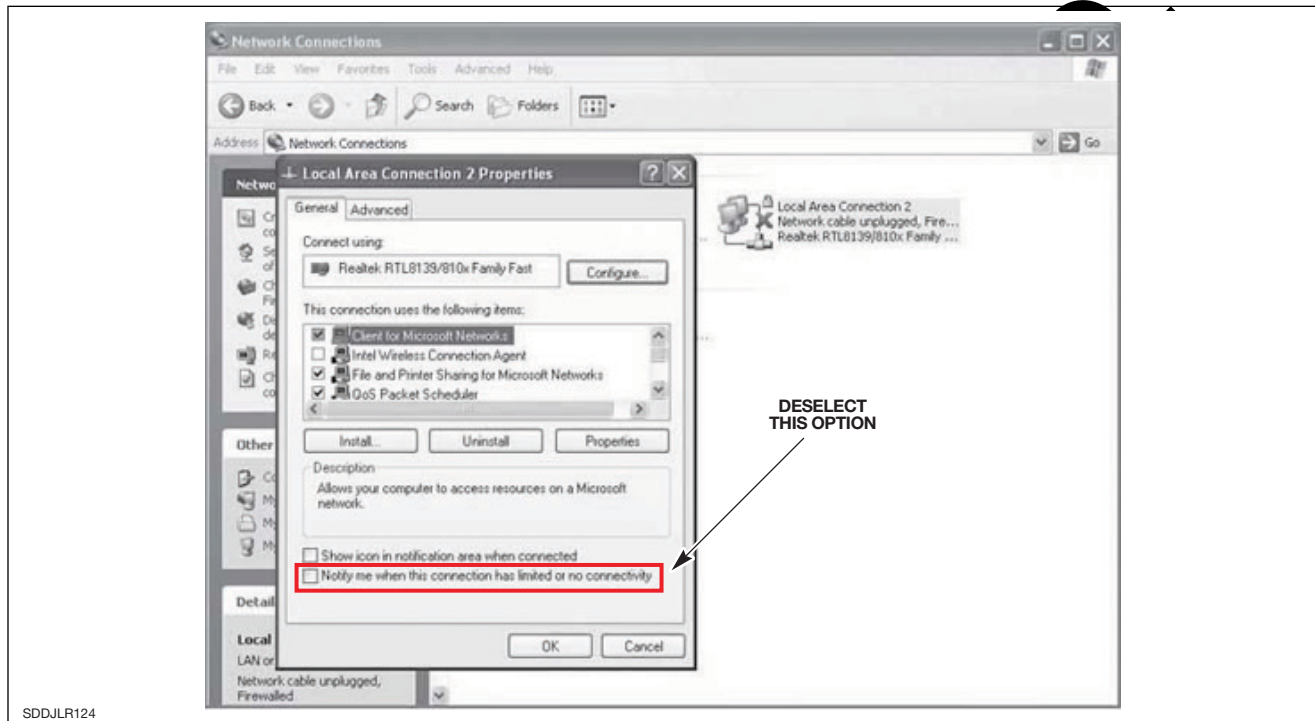 Network Connections
File Edit View Favorites Tools Advanced Help
Back Search Folders
Address Network Connections Go
Local Area Connection 2 Properties
General Advanced
Connect using:
Realtek RTL8139/810x Family Fast Configure...
This connection uses the following items:
Client for Microsoft Networks
Intel Wireless Connection Agent
File and Printer Sharing for Microsoft Networks
QoS Packet Scheduler
Install... Uninstall Properties
Description
Allows your computer to access resources on a Microsoft
network.
Show icon in notification area when connected
Notify me when this connection has limited or no connectivity
OK Cancel
Netwo
Other
Detail
Local
LAN or
Network cable unplugged,
Firewalled
Local Area Connection 2
Network cable unplugged, Fire...
Realtek RTL8139/810x Family ...
DESELECT
THIS OPTION
SDDJLR124